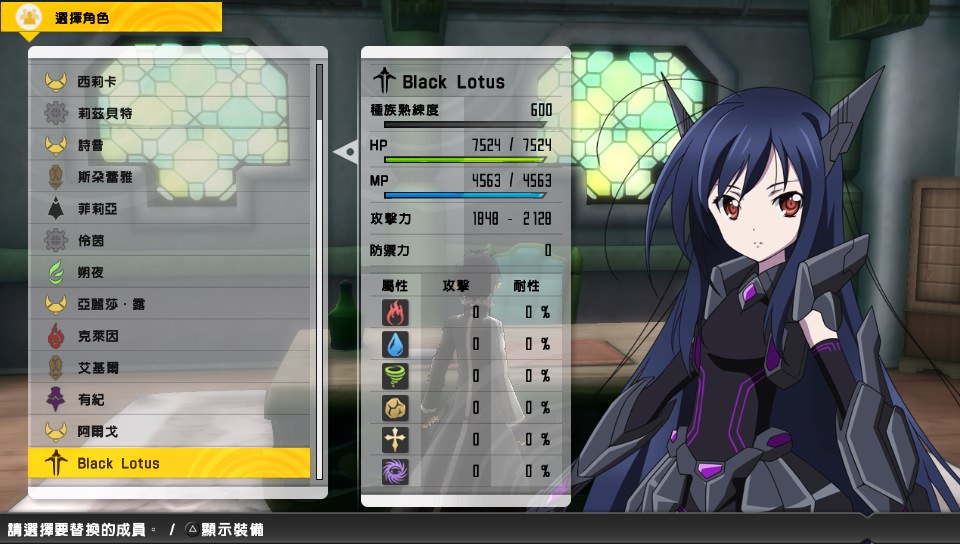 選擇角色
西莉卡
莉茲貝特
詩音
斯朵蕾雅
菲莉亞
伶茵
朔夜
亞麗莎·露
克萊因
艾基爾
有紀
阿爾戈
Black Lotus
Black Lotus
種族熟練度 600
HP 7524 / 7524
MP 4563 / 4563
攻擊力 1848 - 2128
防禦力 0
屬性 攻擊 耐性
0 0 %
0 0 %
0 0 %
0 0 %
0 0 %
0 0 %
請選擇要替換的成員。 / △顯示裝備